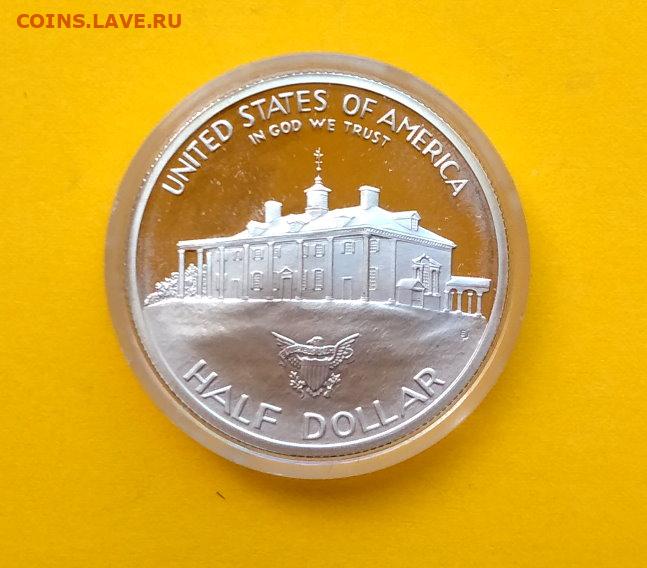 COINS.LAVE.RU
UNITED STATES OF AMERICA
IN GOD WE TRUST
HALF DOLLAR